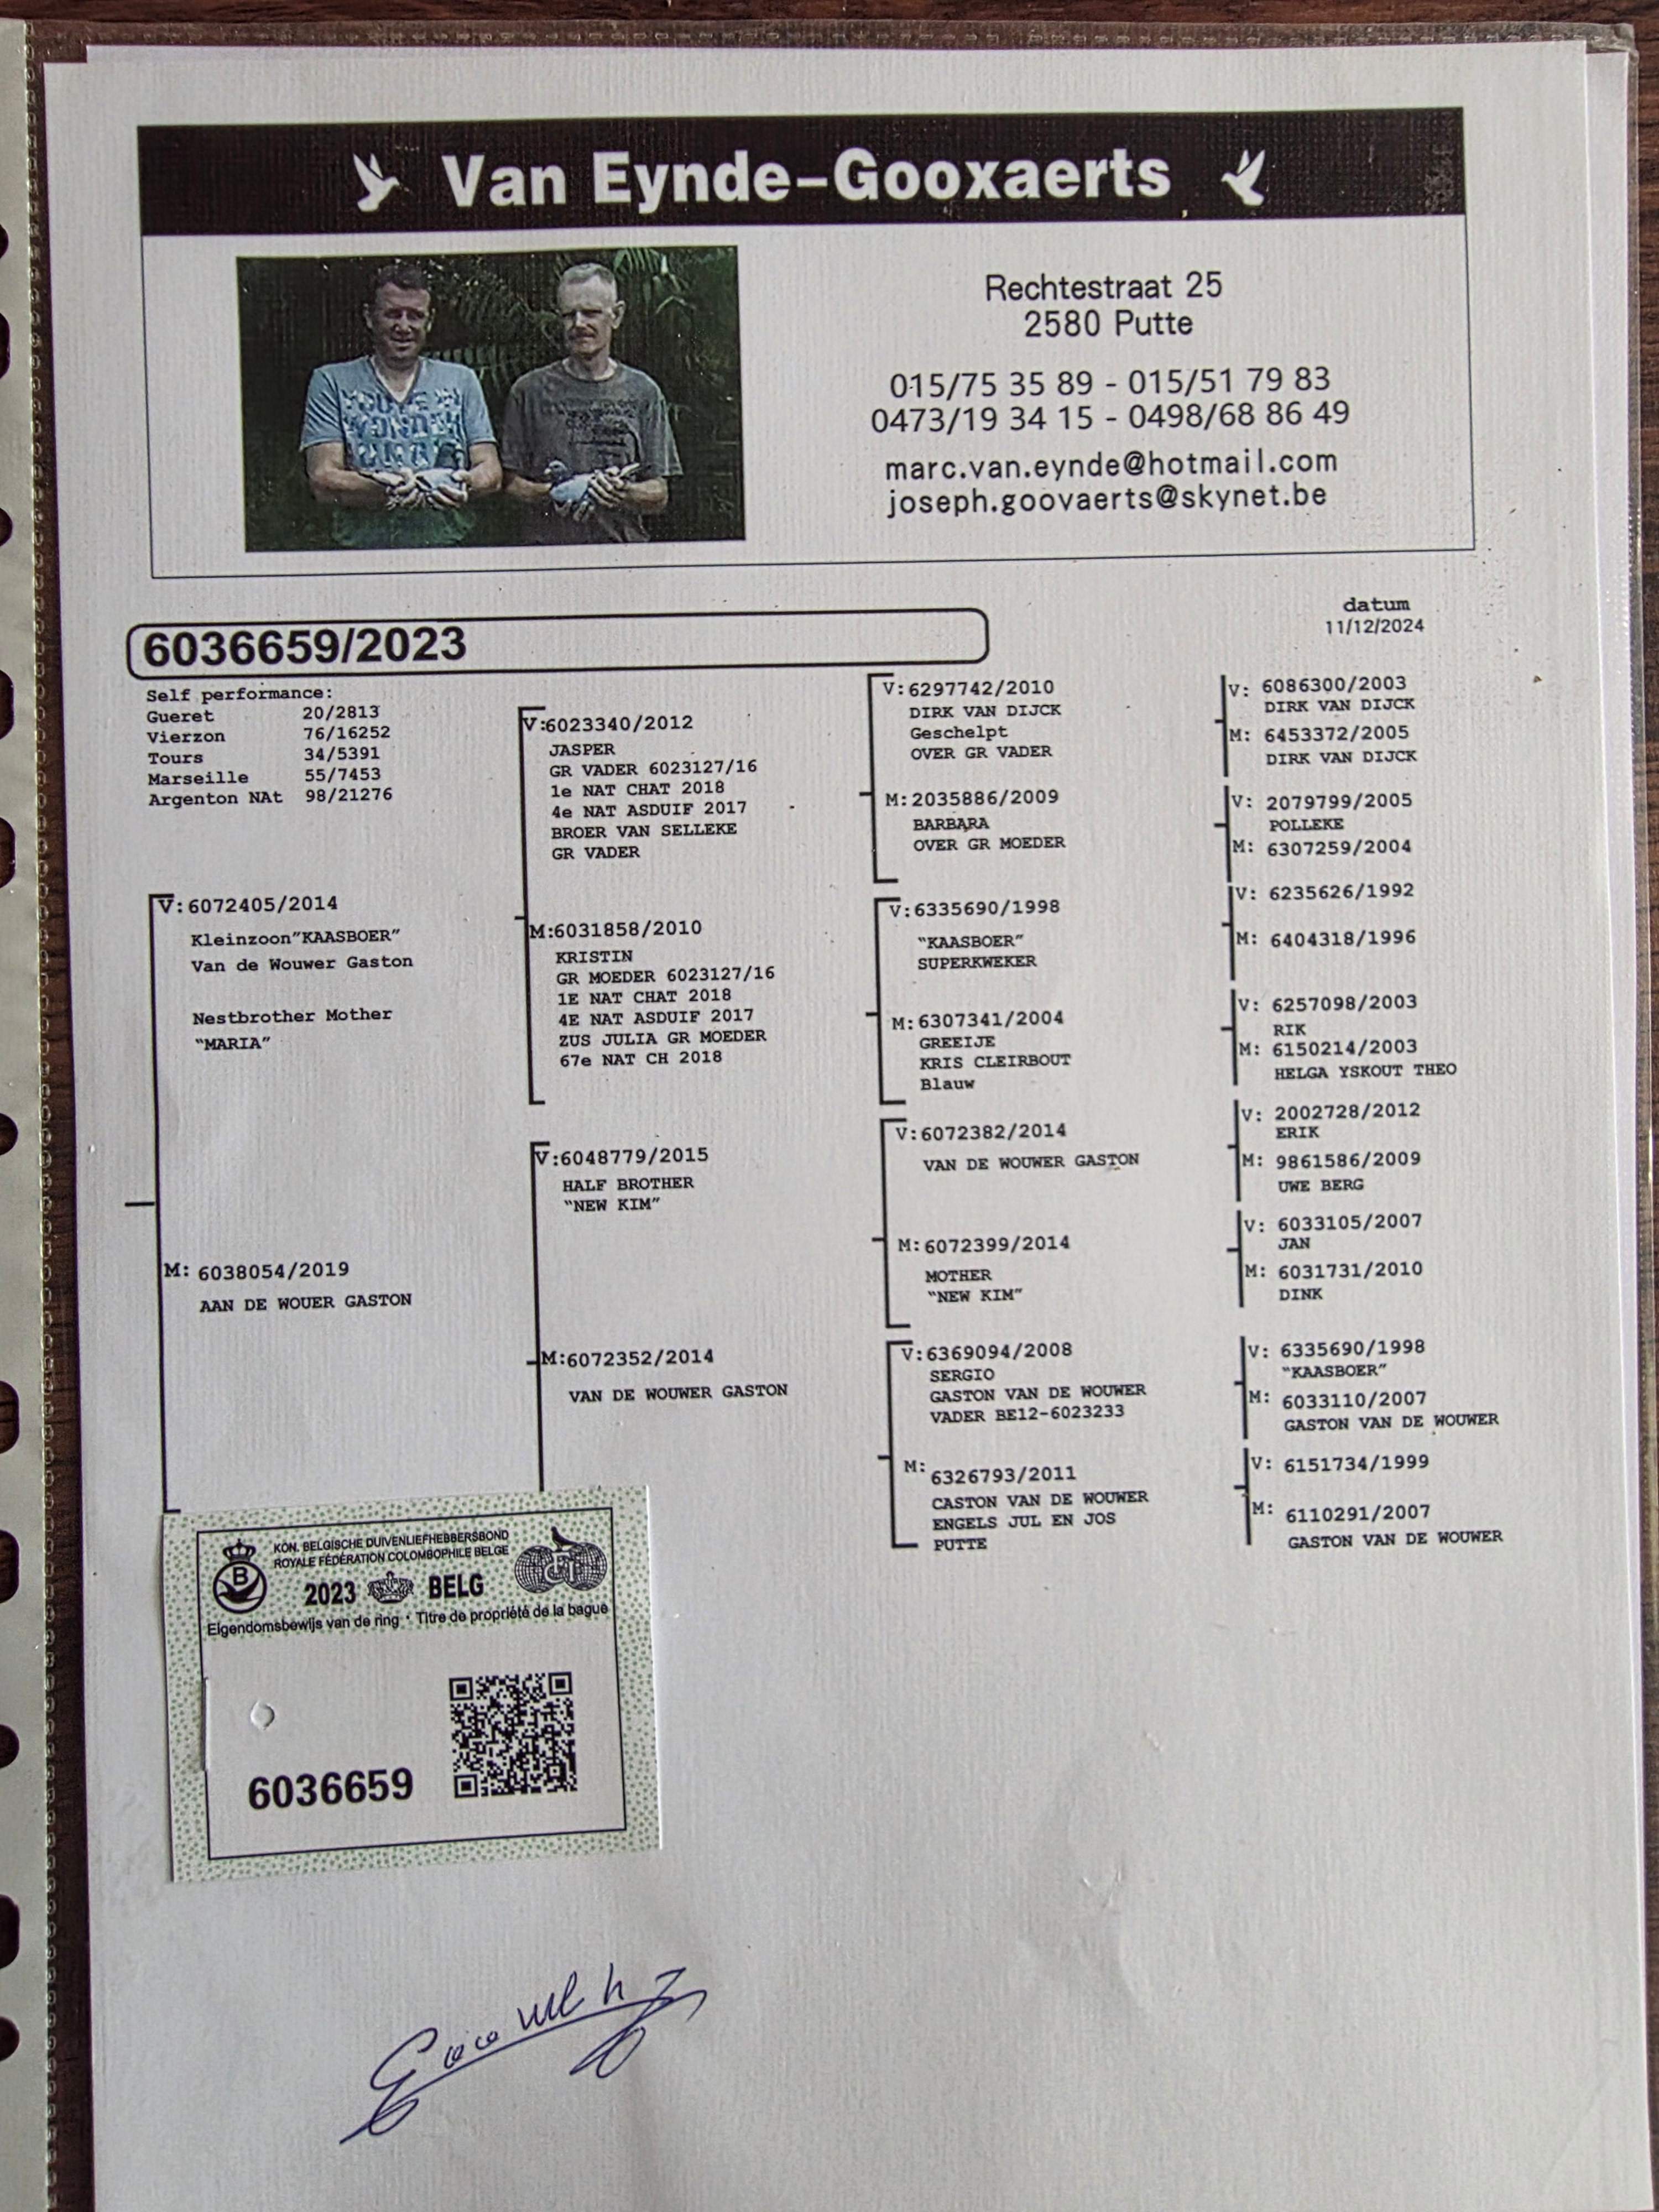 Van Eynde-Gooxaerts
Rechtestraat 25
2580 Putte
015/75 35 89 - 015/51 79 83
0473/19 34 15 - 0498/68 86 49
marc.van.eynde@hotmail.com
joseph.goovaerts@skynet.be
datum
11/12/2024
6036659/2023
Self performance:
Gueret 20/2813
Vierzon 76/16252
Tours 34/5391
Marseille 55/7453
Argenton NAt 98/21276
V:6072405/2014
Kleinzoon"KAASBOER"
Van de Wouwer Gaston
Nestbrother Mother
"MARIA"
M: 6038054/2019
AAN DE WOUER GASTON
V:6023340/2012
JASPER
GR VADER 6023127/16
1e NAT CHAT 2018
4e NAT ASDUIF 2017
BROER VAN SELLEKE
GR VADER
M:6031858/2010
KRISTIN
GR MOEDER 6023127/16
1E NAT CHAT 2018
4E NAT ASDUIF 2017
ZUS JULIA GR MOEDER
67e NAT CH 2018
V:6048779/2015
HALF BROTHER
"NEW KIM"
M:6072352/2014
VAN DE WOUWER GASTON
V:6297742/2010
DIRK VAN DIJCK
Geschelpt
OVER GR VADER
M:2035886/2009
BARBARA
OVER GR MOEDER
V:6335690/1998
"KAASBOER"
SUPERKWEKER
M:6307341/2004
GREEIJE
KRIS CLEIRBOUT
Blauw
V:6072382/2014
VAN DE WOUWER GASTON
M:6072399/2014
MOTHER
"NEW KIM"
V:6369094/2008
SERGIO
GASTON VAN DE WOUWER
VADER BE12-6023233
M:
6326793/2011
CASTON VAN DE WOUWER
ENGELS JUL EN JOS
PUTTE
V: 6086300/2003
DIRK VAN DIJCK
M: 6453372/2005
DIRK VAN DIJCK
V: 2079799/2005
POLLEKE
M: 6307259/2004
V: 6235626/1992
M: 6404318/1996
V: 6257098/2003
RIK
M: 6150214/2003
HELGA YSKOUT THEO
V: 2002728/2012
ERIK
M: 9861586/2009
UWE BERG
V: 6033105/2007
JAN
M: 6031731/2010
DINK
V: 6335690/1998
"KAASBOER"
M: 6033110/2007
GASTON VAN DE WOUWER
V: 6151734/1999
M: 6110291/2007
GASTON VAN DE WOUWER
KON. BELGISCHE DUIVENLIEFHEBBERSBOND
ROYALE FÉDÉRATION COLOMBOPHILE BELGE
B
2023 BELG
Eigendomsbewijs van de ring • Titre de propriété de la bague
6036659